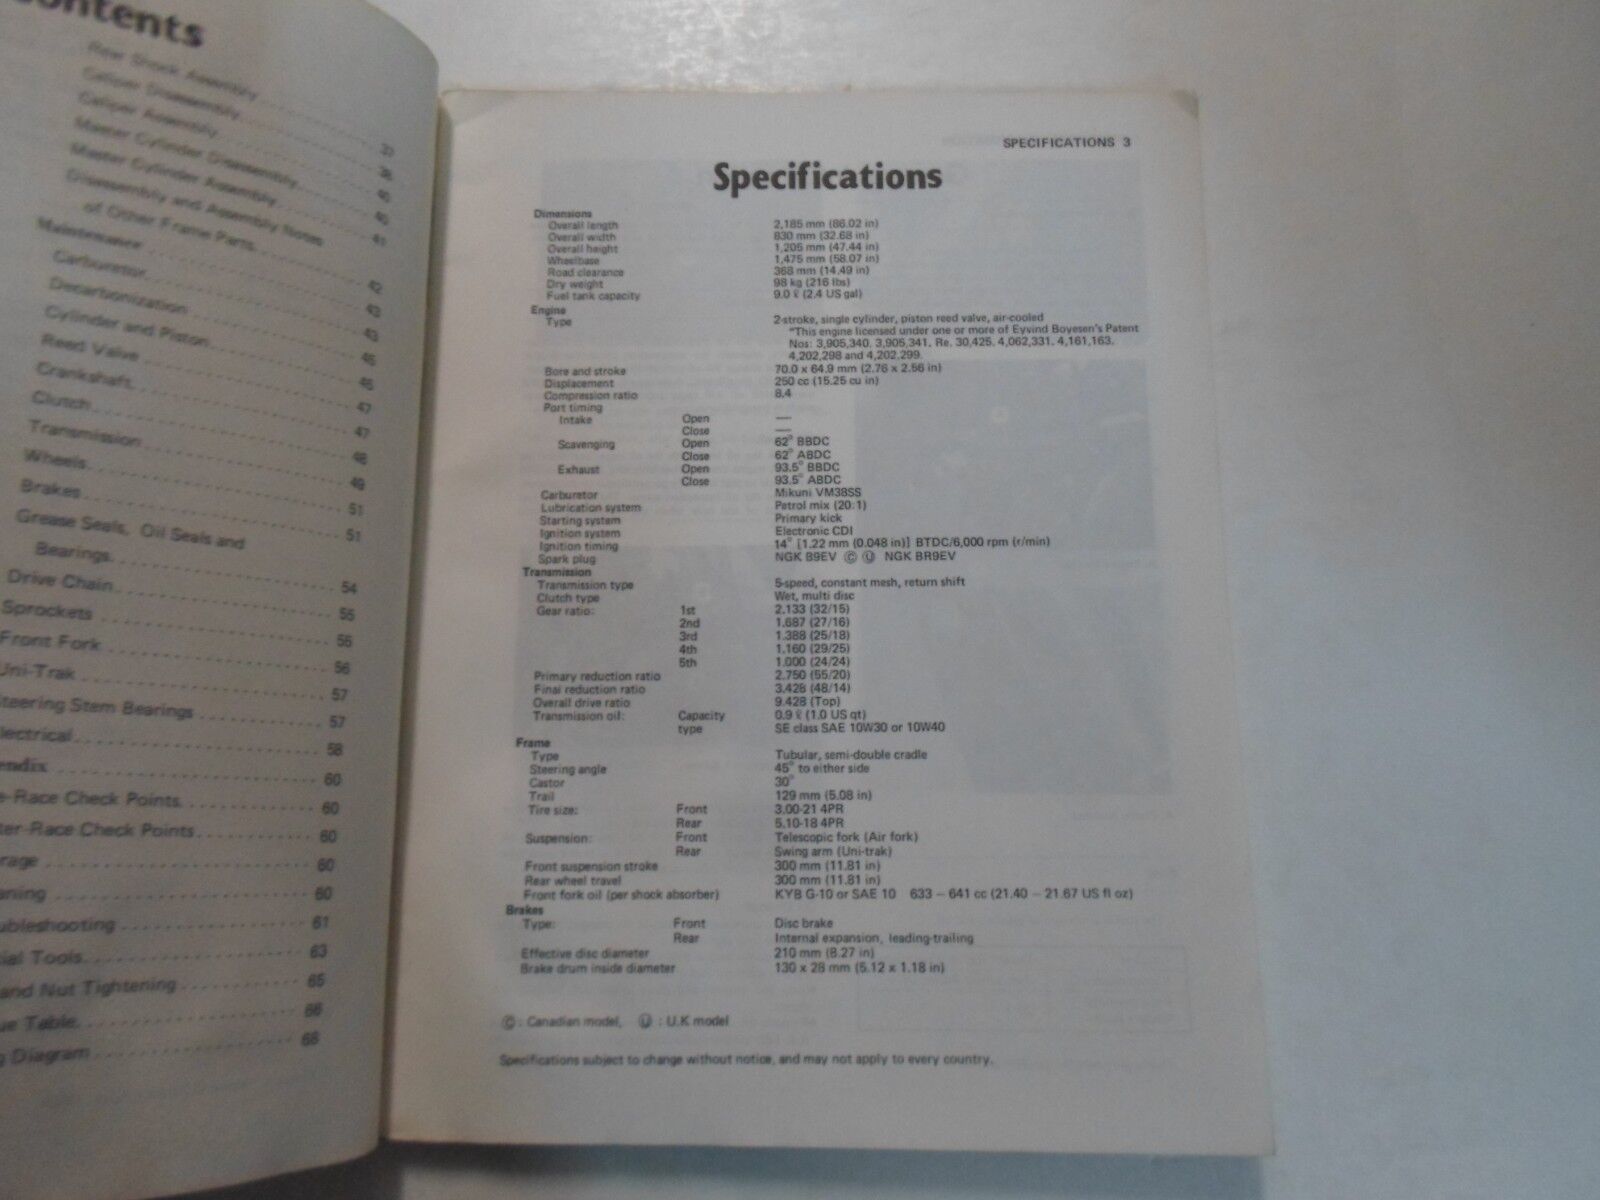 Contents
Rear Shock Assembly 37
Caliper Disassembly 38
Caliper Assembly 40
Master Cylinder Disassembly 40
Master Cylinder Assembly 41
Disassembly and Assembly Notes
of Other Frame Parts 42
Maintenance 43
Carburetor 43
Decarbonization 45
Cylinder and Piston 45
Reed Valve 47
Crankshaft 47
Clutch 48
Transmission 49
Wheels 51
Brakes 51
Grease Seals, Oil Seals and
Bearings 54
Drive Chain 55
Sprockets 55
Front Fork 56
Uni-Trak 57
Steering Stem Bearings 57
Electrical 58
endix 60
e-Race Check Points 60
ter-Race Check Points 60
rage 60
aning 60
ubleshooting 61
ial Tools 63
and Nut Tightening 65
ue Table 66
g Diagram 68
SPECIFICATIONS 3
Specifications
Dimensions
Overall length 2,185 mm (86.02 in)
Overall width 830 mm (32.68 in)
Overall height 1,205 mm (47.44 in)
Wheelbase 1,475 mm (58.07 in)
Road clearance 368 mm (14.49 in)
Dry weight 98 kg (216 lbs)
Fuel tank capacity 9.0 ℓ (2.4 US gal)
Engine
Type 2-stroke, single cylinder, piston reed valve, air-cooled
"This engine licensed under one or more of Eyvind Boyesen's Patent
Nos: 3,905,340. 3,905,341. Re. 30,425. 4,062,331. 4,161,163.
4,202,298 and 4,202,299.
Bore and stroke 70.0 x 64.9 mm (2.76 x 2.56 in)
Displacement 250 cc (15.25 cu in)
Compression ratio 8.4
Port timing
Intake Open —
Close —
Scavenging Open 62° BBDC
Close 62° ABDC
Exhaust Open 93.5° BBDC
Close 93.5° ABDC
Carburetor Mikuni VM38SS
Lubrication system Petrol mix (20:1)
Starting system Primary kick
Ignition system Electronic CDI
Ignition timing 14° [1.22 mm (0.048 in)] BTDC/6,000 rpm (r/min)
Spark plug NGK B9EV Ⓒ Ⓤ NGK BR9EV
Transmission
Transmission type 5-speed, constant mesh, return shift
Clutch type Wet, multi disc
Gear ratio: 1st 2.133 (32/15)
2nd 1.687 (27/16)
3rd 1.388 (25/18)
4th 1.160 (29/25)
5th 1.000 (24/24)
Primary reduction ratio 2.750 (55/20)
Final reduction ratio 3.428 (48/14)
Overall drive ratio 9.428 (Top)
Transmission oil: Capacity 0.9 ℓ (1.0 US qt)
type SE class SAE 10W30 or 10W40
Frame
Type Tubular, semi-double cradle
Steering angle 45° to either side
Castor 30°
Trail 129 mm (5.08 in)
Tire size: Front 3.00-21 4PR
Rear 5.10-18 4PR
Suspension: Front Telescopic fork (Air fork)
Rear Swing arm (Uni-trak)
Front suspension stroke 300 mm (11.81 in)
Rear wheel travel 300 mm (11.81 in)
Front fork oil (per shock absorber) KYB G-10 or SAE 10 633 – 641 cc (21.40 – 21.67 US fl oz)
Brakes
Type: Front Disc brake
Rear Internal expansion, leading-trailing
Effective disc diameter 210 mm (8.27 in)
Brake drum inside diameter 130 x 28 mm (5.12 x 1.18 in)
Ⓒ : Canadian model, Ⓤ : U.K model
Specifications subject to change without notice, and may not apply to every country.